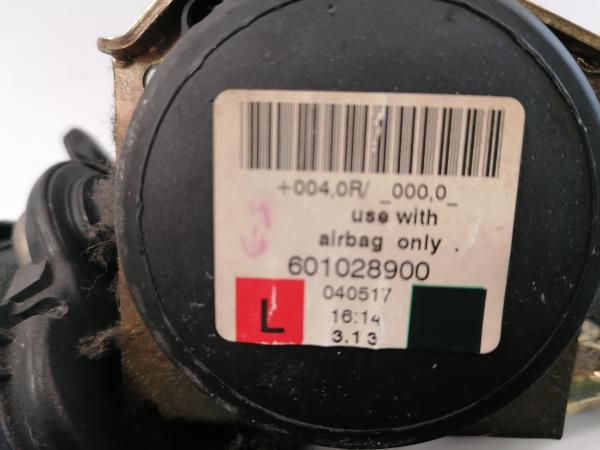 +004,0R/ _000,0_
use with
airbag only .
601028900
L
040517
16:14
3.13